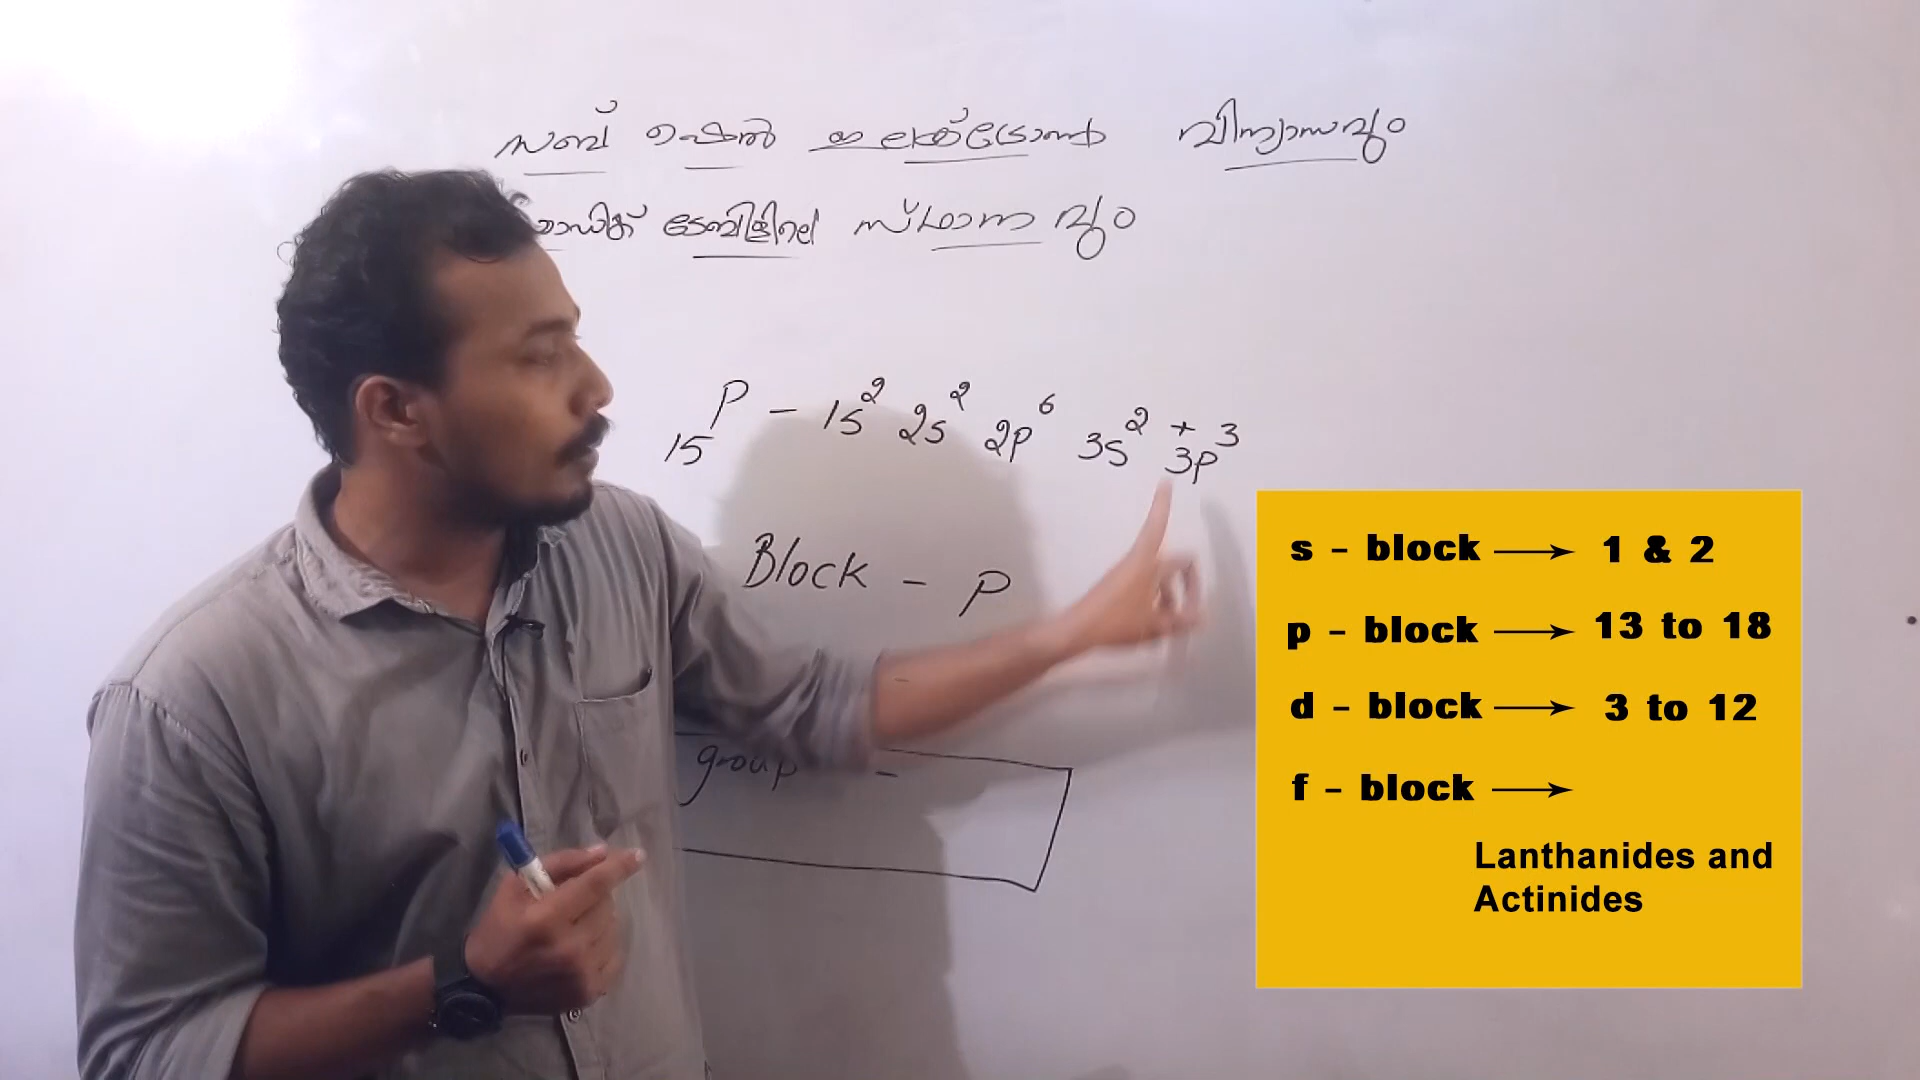 സബ് ഷെൽ ഇലക്ട്രോൺ വിന്യാസവും
ടേബിളിലെ സ്ഥാനവും
₁₅P - 1s² 2s² 2p⁶ 3s² + 3p³
Block - P
group -
s - block ⟶ 1 & 2
p - block ⟶ 13 to 18
d - block ⟶ 3 to 12
f - block ⟶
Lanthanides and
Actinides